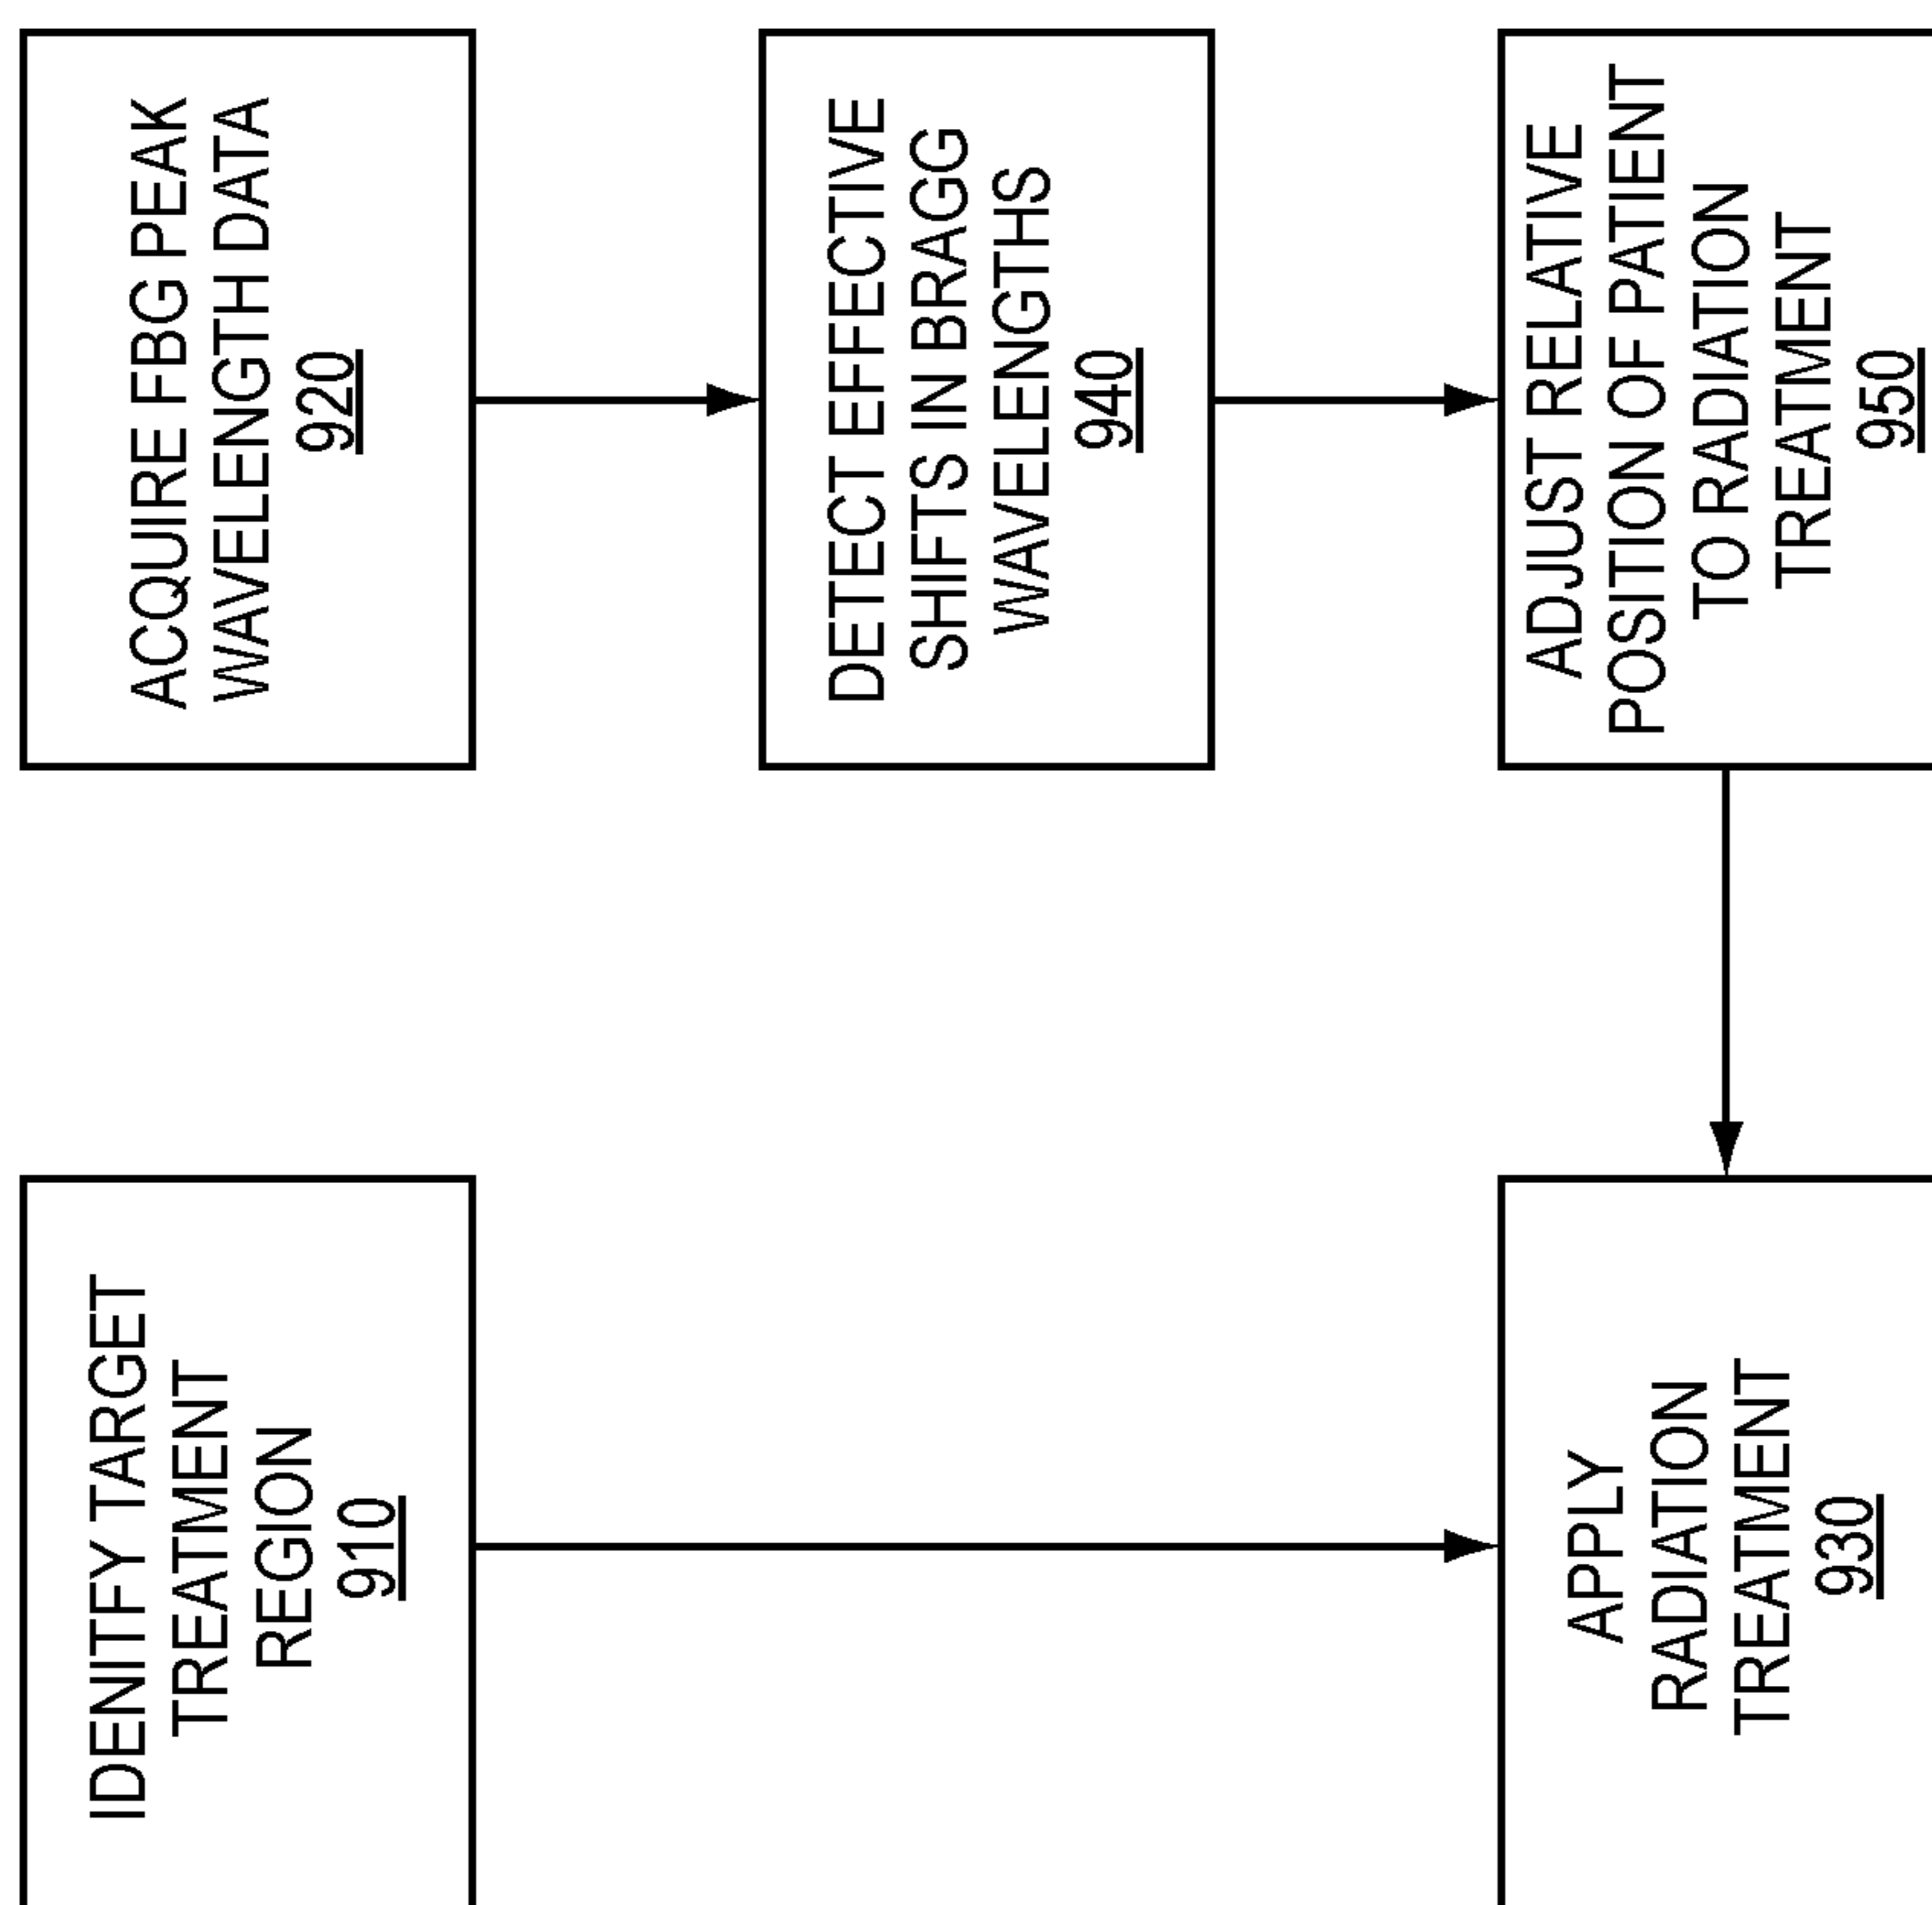 IDENITFY TARGET
TREATMENT
REGION
910
ACQUIRE FBG PEAK
WAVELENGTH DATA
920
DETECT EFFECTIVE
SHIFTS IN BRAGG
WAVELENGTHS
940
APPLY
RADIATION
TREATMENT
930
ADJUST RELATIVE
POSITION OF PATIENT
TO RADIATION
TREATMENT
950